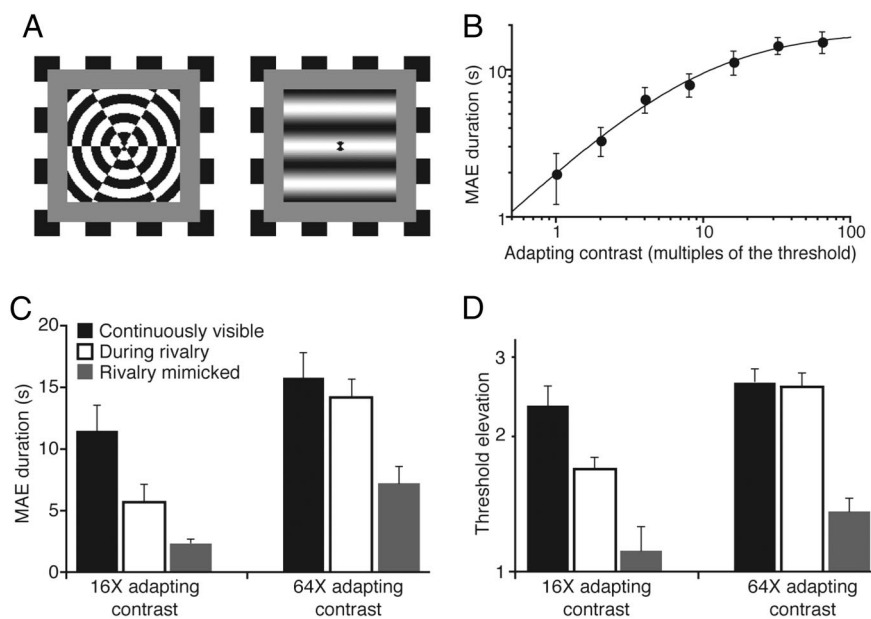 A
B
MAE duration (s)
10
1
1
10
100
Adapting contrast (multiples of the threshold)
C
MAE duration (s)
20
15
10
5
0
Continuously visible
During rivalry
Rivalry mimicked
16X adapting
contrast
64X adapting
contrast
D
Threshold elevation
3
2
1
16X adapting
contrast
64X adapting
contrast